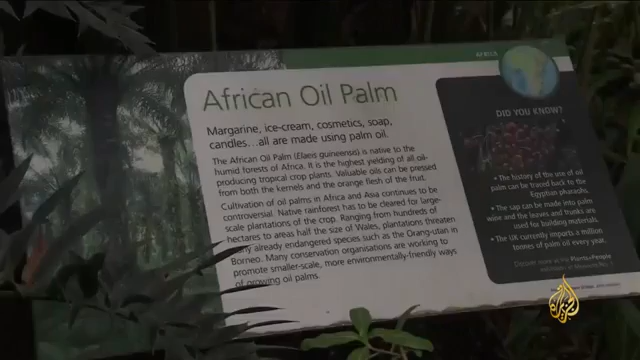 AFRICA
African Oil Palm
Margarine, ice-cream, cosmetics, soap,
candles...all are made using palm oil.
The African Oil Palm (Elaeis guineensis) is native to the
humid forests of Africa. It is the highest yielding of all oil-
producing tropical crop plants. Valuable oils can be pressed
from both the kernels and the orange flesh of the fruit.
Cultivation of oil palms in Africa and Asia continues to be
controversial. Native rainforest has to be cleared for large-
scale plantations of the crop. Ranging from hundreds of
hectares to areas half the size of Wales, plantations threaten
already endangered species such as the Orang-utan in
Borneo. Many conservation organisations are working to
promote smaller-scale, more environmentally-friendly ways
of growing oil palms.
DID YOU KNOW?
• The history of the use of oil
palm can be traced back to the
Egyptian pharaohs.
• The sap can be made into palm
wine and the leaves and trunks are
used for building materials.
• The UK currently imports a million
tonnes of palm oil every year.
Discover more at the Plants+People